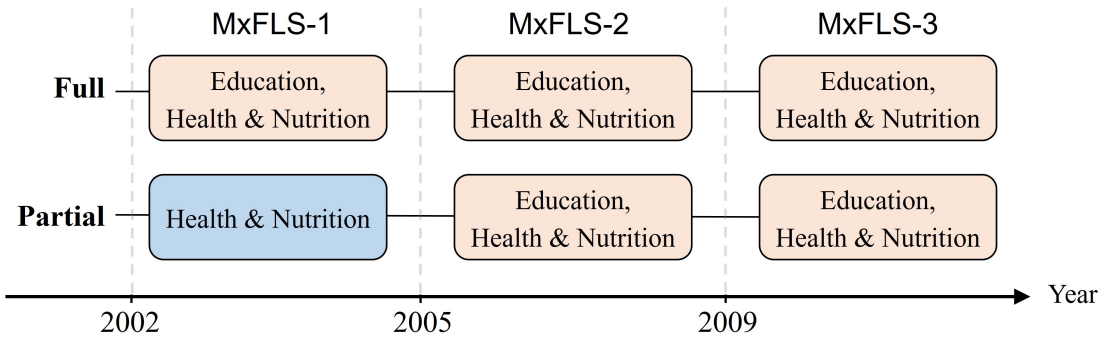 MxFLS-1
MxFLS-2
MxFLS-3
Full
Education,
Health & Nutrition
Education,
Health & Nutrition
Education,
Health & Nutrition
Partial
Health & Nutrition
Education,
Health & Nutrition
Education,
Health & Nutrition
Year
2002
2005
2009